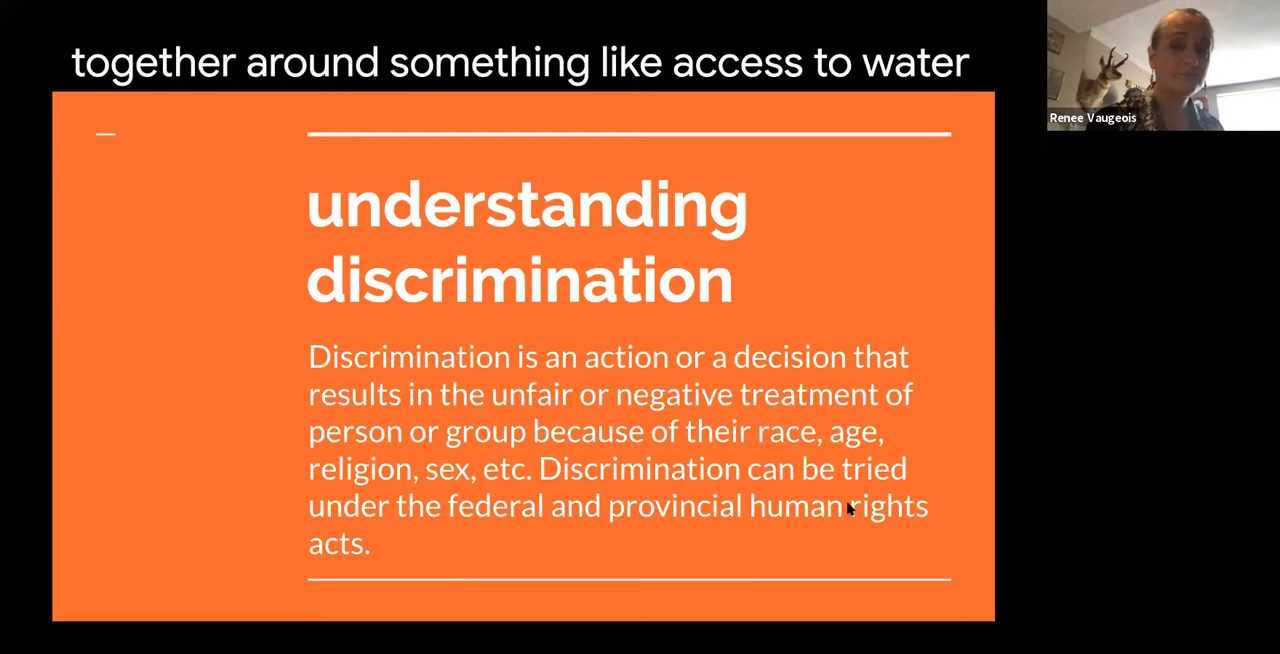 together around something like access to water
Renee Vaugeois
understanding
discrimination
Discrimination is an action or a decision that
results in the unfair or negative treatment of
person or group because of their race, age,
religion, sex, etc. Discrimination can be tried
under the federal and provincial human rights
acts.